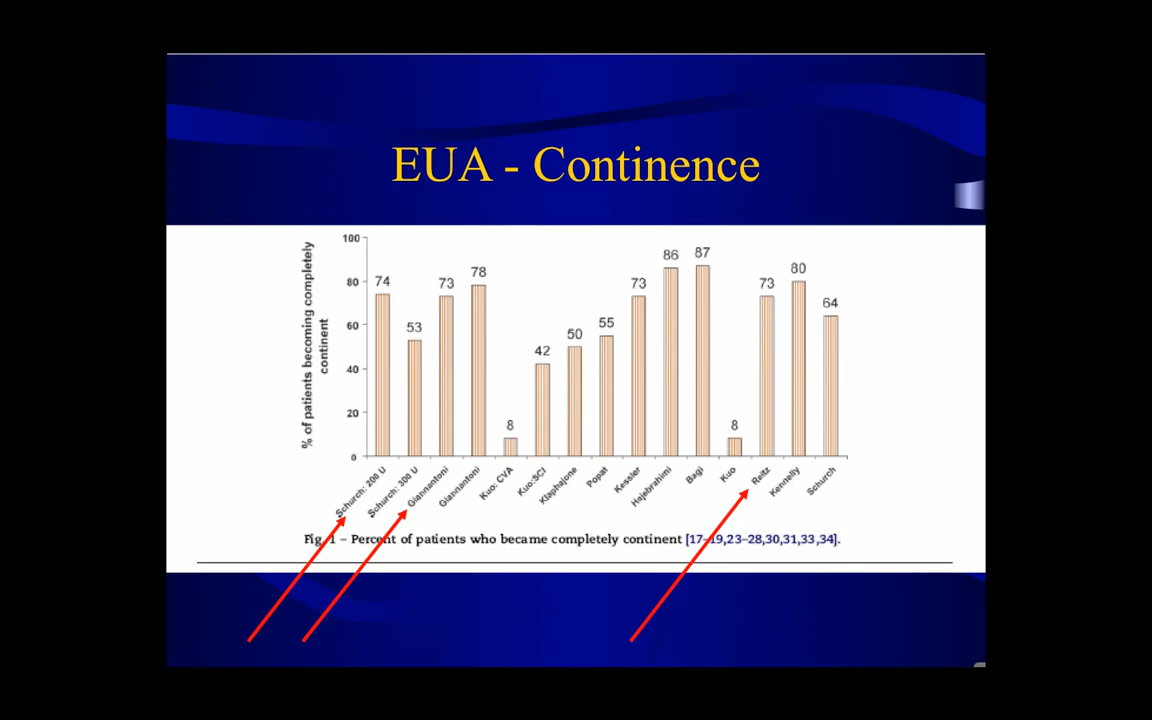 EUA - Continence
% of patients becoming completely
continent
100
80
60
40
20
0
74
53
73
78
8
42
50
55
73
86
87
8
73
80
64
Schurch: 200 U
Schurch: 300 U
Giannantoni
Giannantoni
Kuo: CVA
Kuo:SCI
Klaphajone
Popat
Kessler
Hajebrahimi
Bagi
Kuo
Reitz
Kennelly
Schurch
Fig. 1 – Percent of patients who became completely continent [17–19,23–28,30,31,33,34].